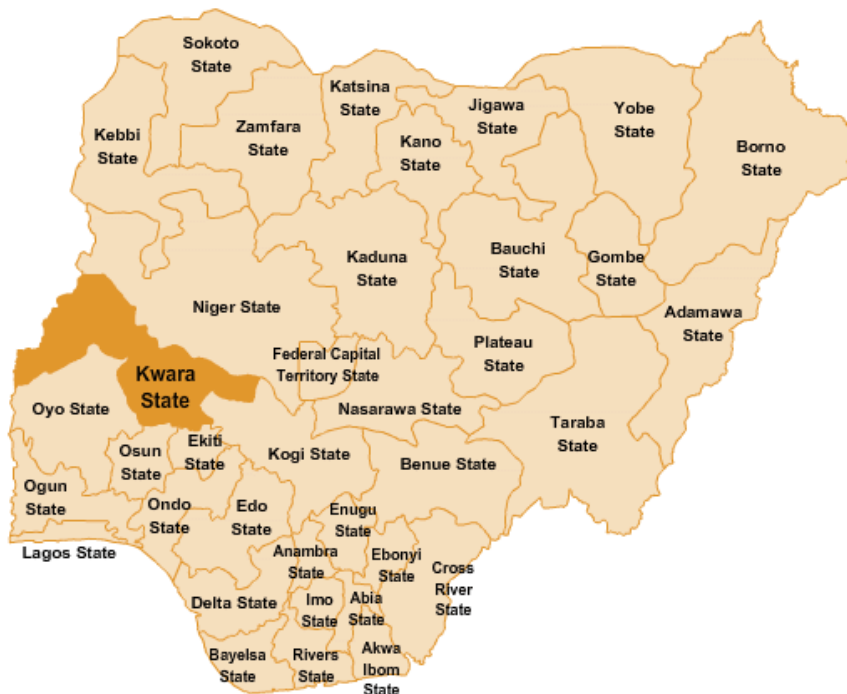 Sokoto
State
Katsina
State
Jigawa
State
Yobe
State
Kebbi
State
Zamfara
State
Kano
State
Borno
State
Kaduna
State
Bauchi
State
Gombe
State
Niger State
Adamawa
State
Federal Capital
Territory State
Plateau
State
Kwara
State
Oyo State
Nasarawa State
Taraba
State
Osun
State
Ekiti
State
Kogi State
Benue State
Ogun
State
Ondo
State
Edo
State
Enugu
State
Lagos State
Anambra
State
Ebonyi
State
Cross
River
State
Delta State
Imo
State
Abia
State
Bayelsa
State
Rivers
State
Akwa
Ibom
State